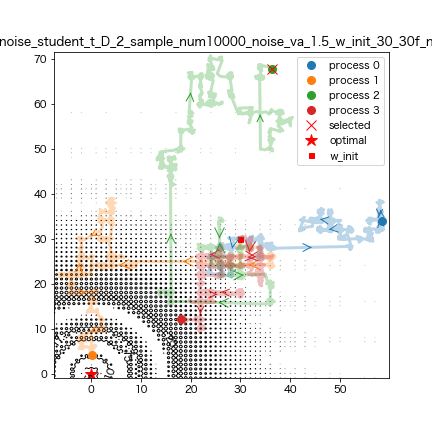 noise_student_t_D_2_sample_num10000_noise_va_1.5_w_init_30_30f_n
process 0
process 1
process 2
process 3
selected
optimal
w_init
70
60
50
40
30
20
10
0
0 10 20 30 40 50